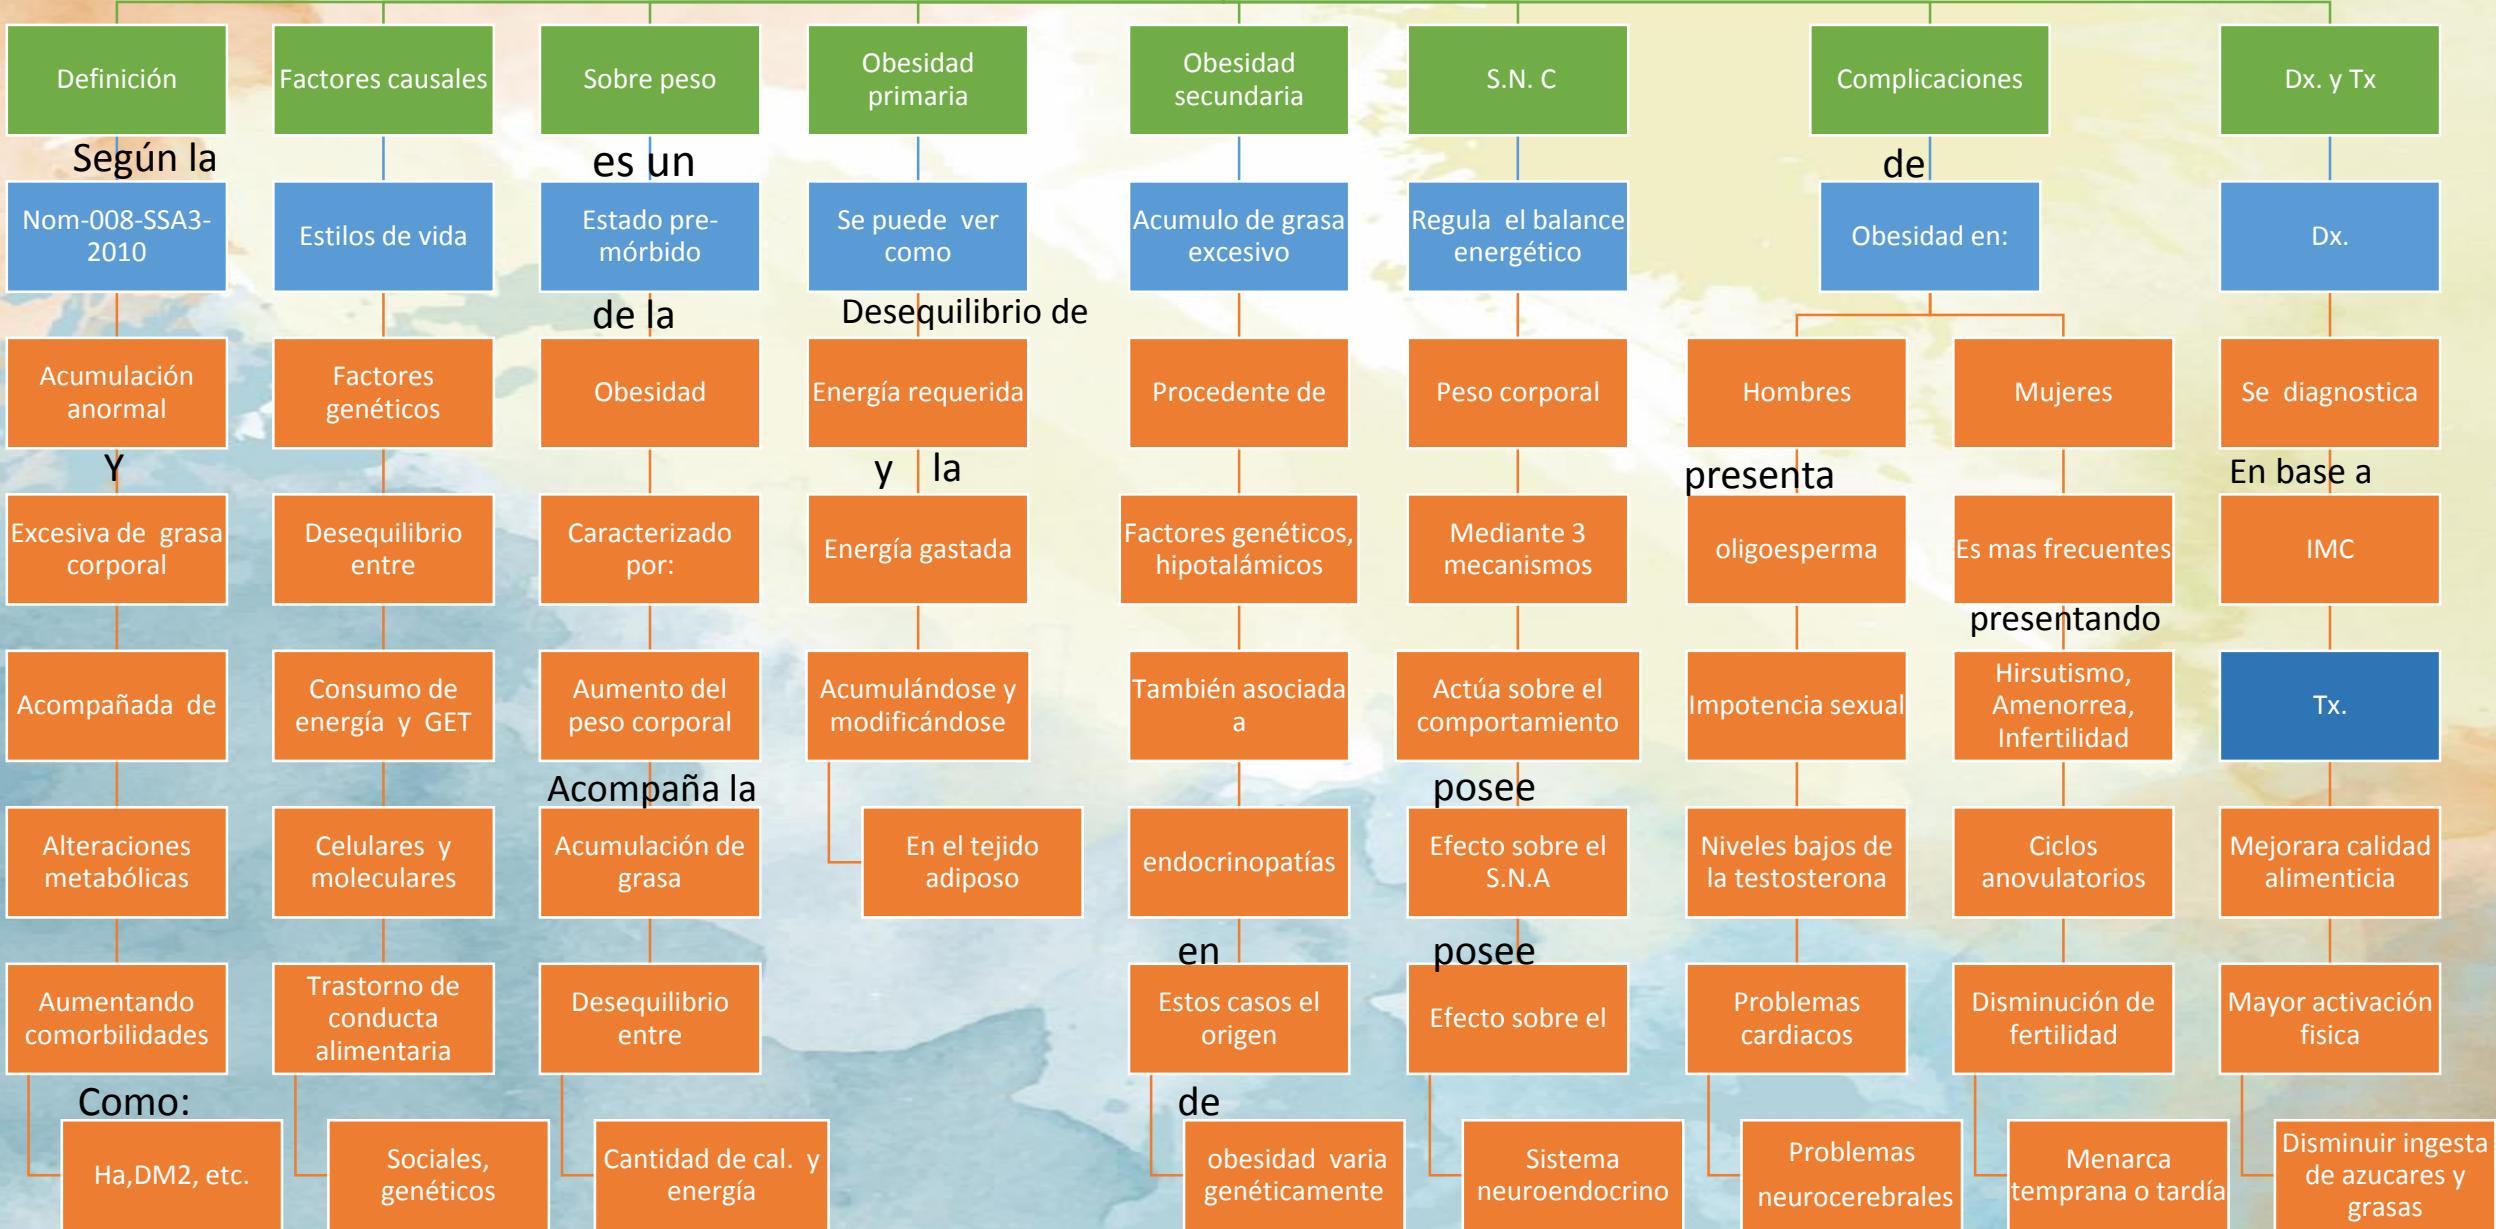 Definición
Según la
Nom-008-SSA3-
2010
Acumulación
anormal
Y
Excesiva de grasa
corporal
Acompañada de
Alteraciones
metabólicas
Aumentando
comorbilidades
Como:
Ha,DM2, etc.
Factores causales
Estilos de vida
Factores
genéticos
Desequilibrio
entre
Consumo de
energía y GET
Celulares y
moleculares
Trastorno de
conducta
alimentaria
Sociales,
genéticos
Sobre peso
es un
Estado pre-
mórbido
de la
Obesidad
Caracterizado
por:
Aumento del
peso corporal
Acompaña la
Acumulación de
grasa
Desequilibrio
entre
Cantidad de cal. y
energía
Obesidad
primaria
Se puede ver
como
Desequilibrio de
Energía requerida
y la
Energía gastada
Acumulándose y
modificándose
En el tejido
adiposo
Obesidad
secundaria
Acumulo de grasa
excesivo
Procedente de
Factores genéticos,
hipotalámicos
También asociada
a
endocrinopatías
en
Estos casos el
origen
de
obesidad varia
genéticamente
S.N. C
Regula el balance
energético
Peso corporal
Mediante 3
mecanismos
Actúa sobre el
comportamiento
posee
Efecto sobre el
S.N.A
posee
Efecto sobre el
Sistema
neuroendocrino
Complicaciones
de
Obesidad en:
Hombres
presenta
oligoesperma
Impotencia sexual
Niveles bajos de
la testosterona
Problemas
cardiacos
Problemas
neurocerebrales
Mujeres
Es mas frecuentes
presentando
Hirsutismo,
Amenorrea,
Infertilidad
Ciclos
anovulatorios
Disminución de
fertilidad
Menarca
temprana o tardía
Dx. y Tx
Dx.
Se diagnostica
En base a
IMC
Tx.
Mejorara calidad
alimenticia
Mayor activación
fisica
Disminuir ingesta
de azucares y
grasas